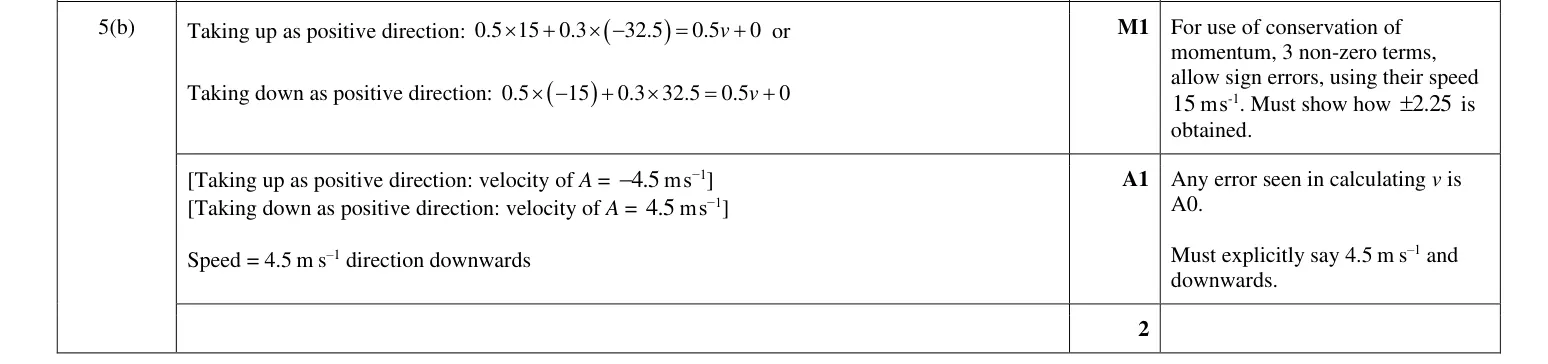 5(b)
Taking up as positive direction: 0.5×15+0.3×(−32.5)=0.5v+0 or
Taking down as positive direction: 0.5×(−15)+0.3×32.5=0.5v+0
M1
For use of conservation of
momentum, 3 non-zero terms,
allow sign errors, using their speed
15 ms⁻¹. Must show how ±2.25 is
obtained.
[Taking up as positive direction: velocity of A = −4.5 ms⁻¹]
[Taking down as positive direction: velocity of A = 4.5 ms⁻¹]
Speed = 4.5 m s⁻¹ direction downwards
A1
Any error seen in calculating v is
A0.
Must explicitly say 4.5 m s⁻¹ and
downwards.
2